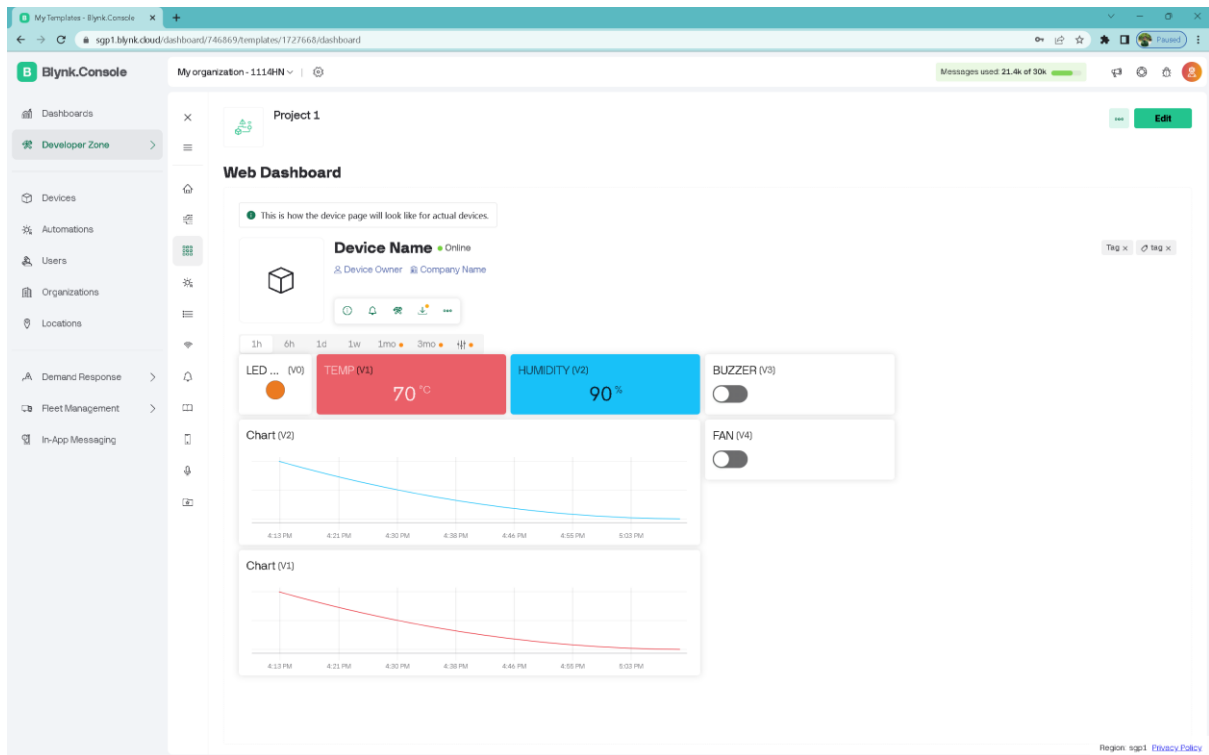 My Templates - Blynk.Console
sgp1.blynk.cloud/dashboard/746869/templates/1727668/dashboard
Paused
B Blynk.Console
My organization - 1114HN
Messages used: 21.4k of 30k
Dashboards
Developer Zone
Devices
Automations
Users
Organizations
Locations
Demand Response
Fleet Management
In-App Messaging
Project 1
Edit
Web Dashboard
This is how the device page will look like for actual devices.
Device Name Online
Device Owner Company Name
Tag × tag ×
1h 6h 1d 1w 1mo 3mo
LED ... (V0) TEMP (V1) HUMIDITY (V2) BUZZER (V3)
70 °C 90 %
Chart (V2) FAN (V4)
4:13 PM 4:21 PM 4:30 PM 4:38 PM 4:46 PM 4:55 PM 5:03 PM
Chart (V1)
4:13 PM 4:21 PM 4:30 PM 4:38 PM 4:46 PM 4:55 PM 5:03 PM
Region: sgp1 Privacy Policy